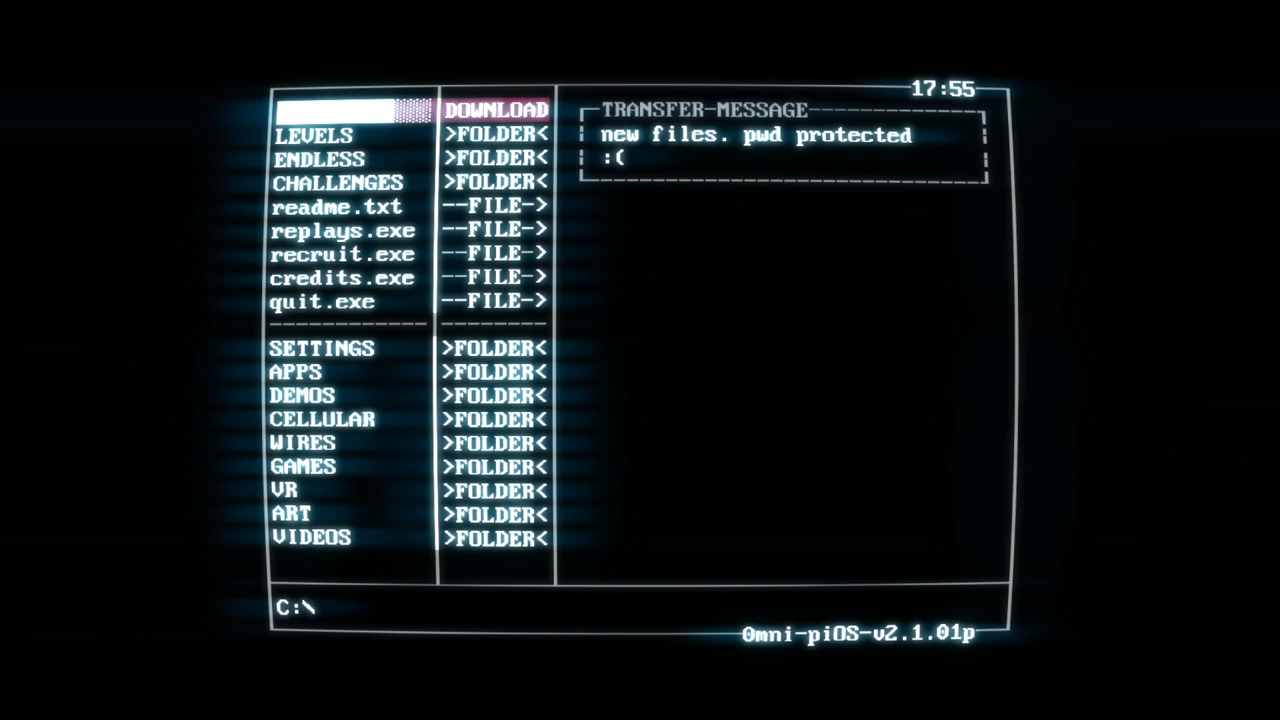 17:55
DOWNLOAD
LEVELS >FOLDER<
ENDLESS >FOLDER<
CHALLENGES >FOLDER<
readme.txt --FILE->
replays.exe --FILE->
recruit.exe --FILE->
credits.exe --FILE->
quit.exe --FILE->
SETTINGS >FOLDER<
APPS >FOLDER<
DEMOS >FOLDER<
CELLULAR >FOLDER<
WIRES >FOLDER<
GAMES >FOLDER<
VR >FOLDER<
ART >FOLDER<
VIDEOS >FOLDER<
TRANSFER-MESSAGE
new files. pwd protected
:(
C:\
0mni-piOS-v2.1.01p